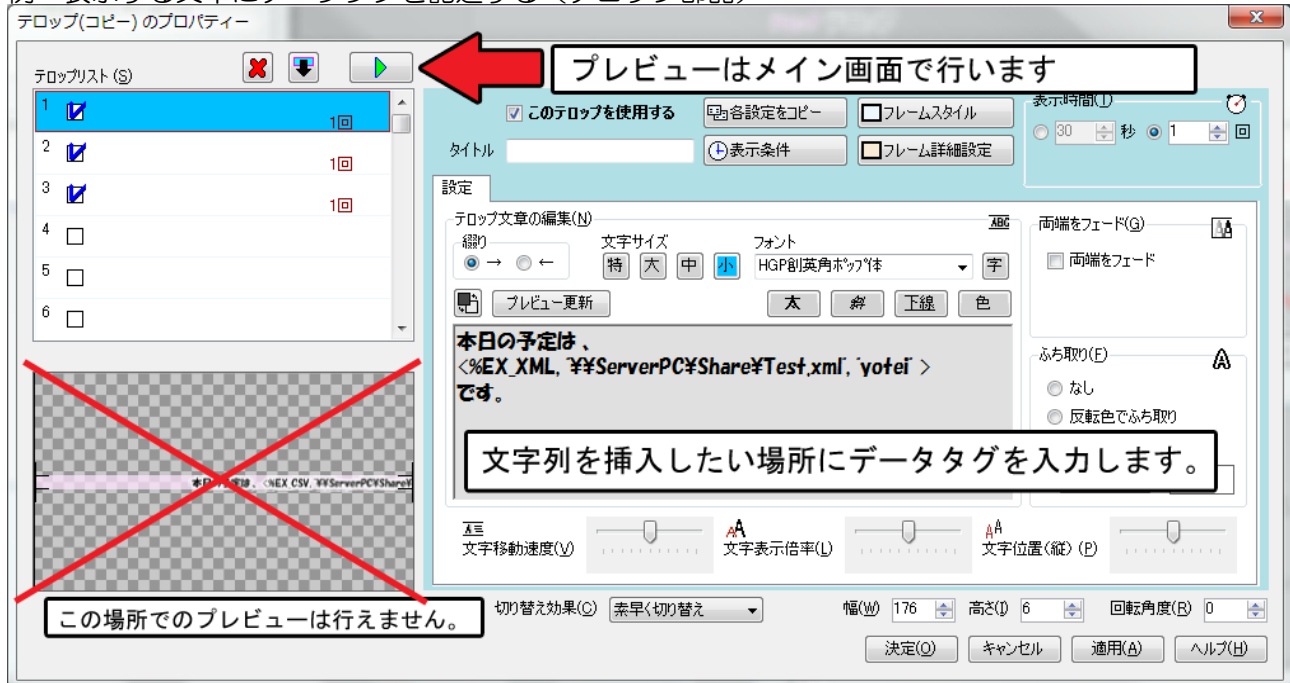 テロップ(コピー) のプロパティー
テロップリスト (S)
プレビューはメイン画面で行います
1
1回
2
1回
3
1回
4
5
6
このテロップを使用する
各設定をコピー
フレームスタイル
タイトル
表示条件
フレーム詳細設定
表示時間(T)
30 秒 1 回
設定
テロップ文章の編集(N)
ABC
綴り
→ ←
文字サイズ
特 大 中 小
フォント
HGP創英角ポップ体
字
プレビュー更新
太 斜 下線 色
本日の予定は、
<%EX_XML, "¥¥ServerPC¥Share¥Test.xml", "yotei" >
です。
文字列を挿入したい場所にデータタグを入力します。
両端をフェード(G)
両端をフェード
ふち取り(F)
なし
反転色でふち取り
<%EX_CSV, "¥¥ServerPC¥Share¥
この場所でのプレビューは行えません。
文字移動速度(V)
文字表示倍率(L)
文字位置(縦) (P)
切り替え効果(C) 素早く切り替え
幅(W) 176 高さ(I) 6 回転角度(R) 0
決定(O) キャンセル 適用(A) ヘルプ(H)